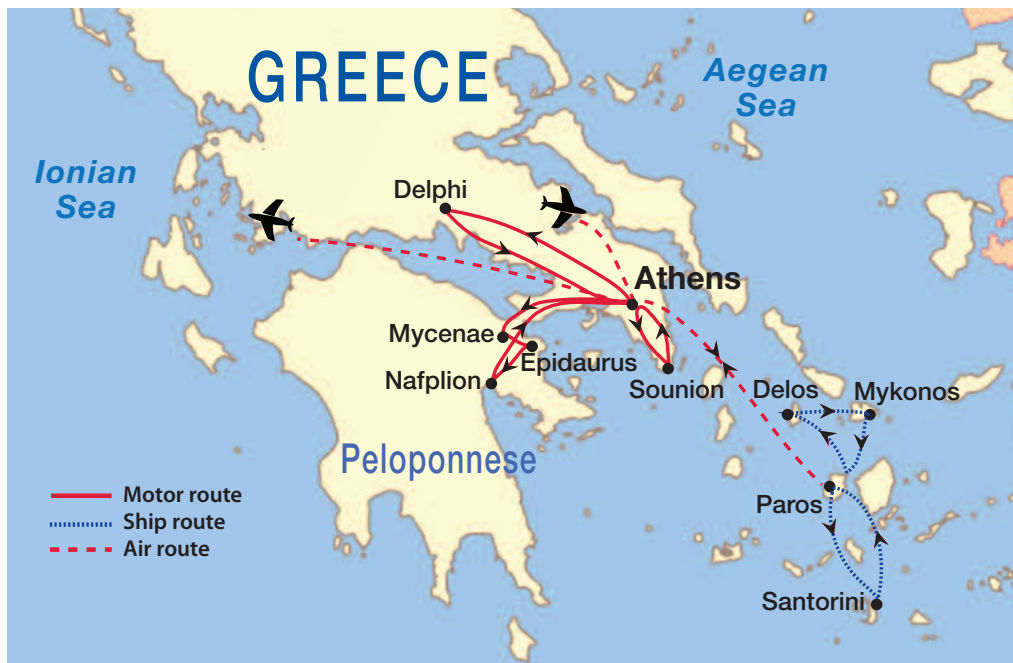 GREECE
Aegean
Sea
Ionian
Sea
Delphi
Athens
Mycenae
Epidaurus
Nafplion
Sounion
Delos
Mykonos
Peloponnese
Paros
Santorini
Motor route
Ship route
Air route